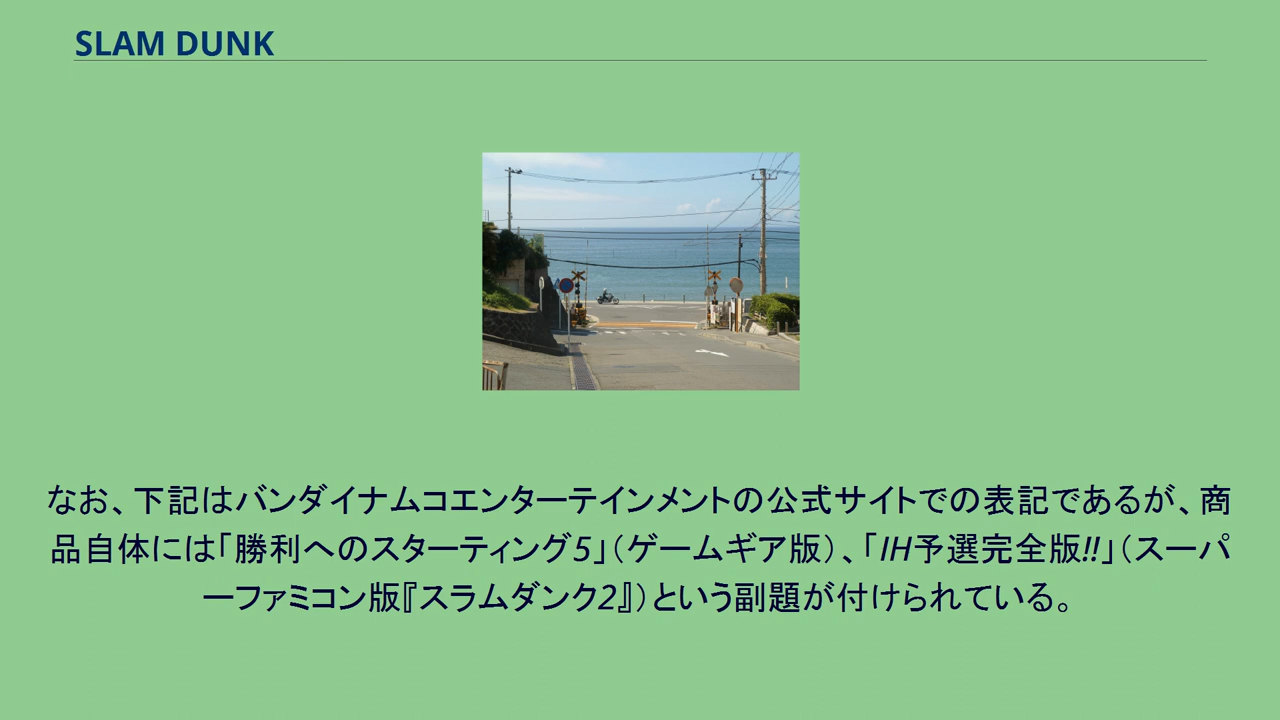 SLAM DUNK
なお、下記はバンダイナムコエンターテインメントの公式サイトでの表記であるが、商
品自体には「勝利へのスターティング5」（ゲームギア版）、「IH予選完全版!!」（スーパ
ーファミコン版『スラムダンク2』）という副題が付けられている。